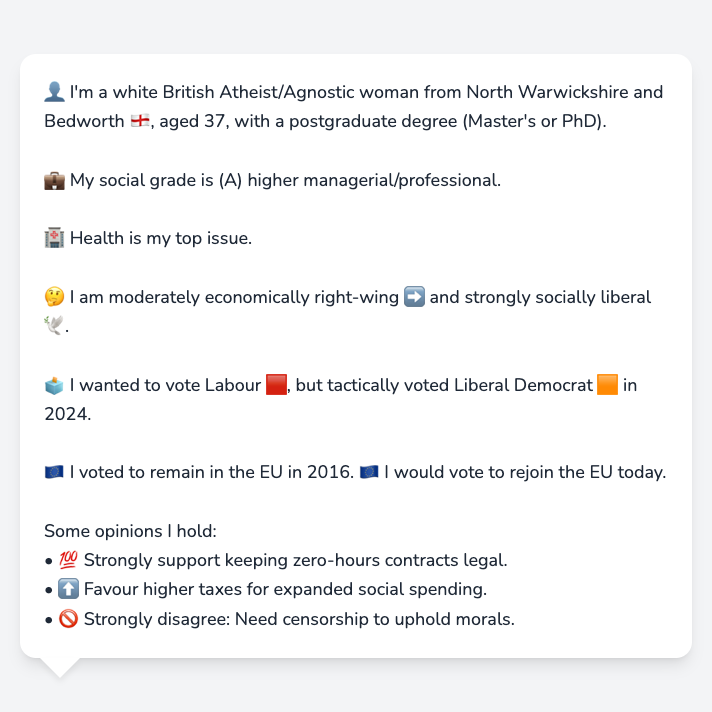 👤 I'm a white British Atheist/Agnostic woman from North Warwickshire and
Bedworth 🏴󠁧󠁢󠁥󠁮󠁧󠁿, aged 37, with a postgraduate degree (Master's or PhD).
💼 My social grade is (A) higher managerial/professional.
🏥 Health is my top issue.
🤔 I am moderately economically right-wing ➡️ and strongly socially liberal
🕊️.
🗳️ I wanted to vote Labour 🟥, but tactically voted Liberal Democrat 🟧 in
2024.
🇪🇺 I voted to remain in the EU in 2016. 🇪🇺 I would vote to rejoin the EU today.
Some opinions I hold:
• 💯 Strongly support keeping zero-hours contracts legal.
• ⬆️ Favour higher taxes for expanded social spending.
• 🚫 Strongly disagree: Need censorship to uphold morals.